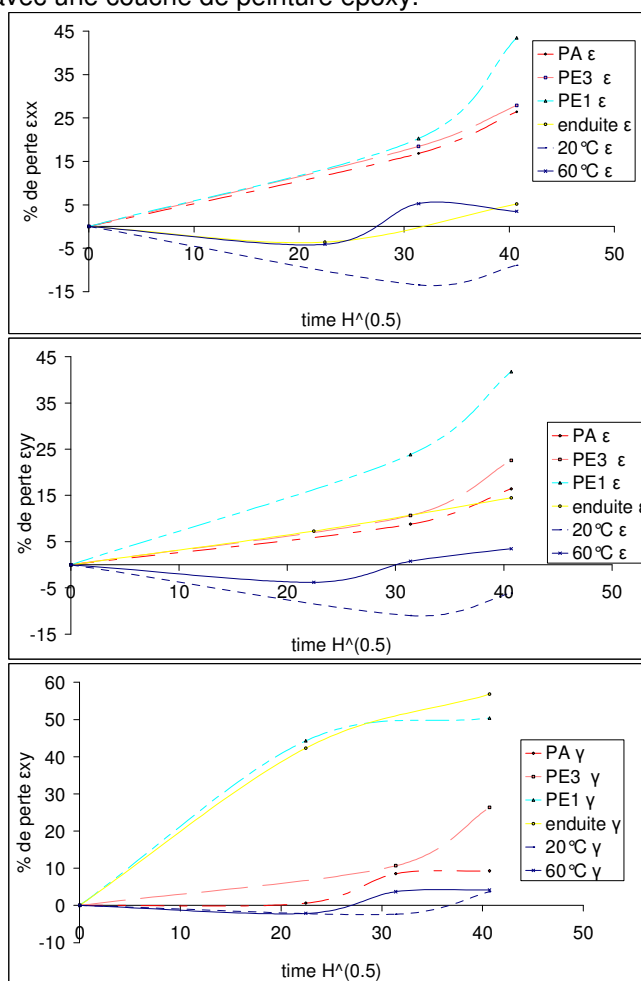 avec une couche de peinture époxy.
45
35
25
15
5
-5
-15
0
10
20
30
40
50
% de perte εxx
time H^(0.5)
PA ε
PE3 ε
PE1 ε
enduite ε
20°C ε
60°C ε
45
35
25
15
5
-5
-15
0
10
20
30
40
50
% de perte εyy
time H^(0.5)
PA ε
PE3 ε
PE1 ε
enduite ε
20°C ε
60°C ε
60
50
40
30
20
10
0
-10
0
10
20
30
40
50
% de perte εxy
time H^(0.5)
PA γ
PE3 γ
PE1 γ
enduite γ
20°C γ
60°C γ